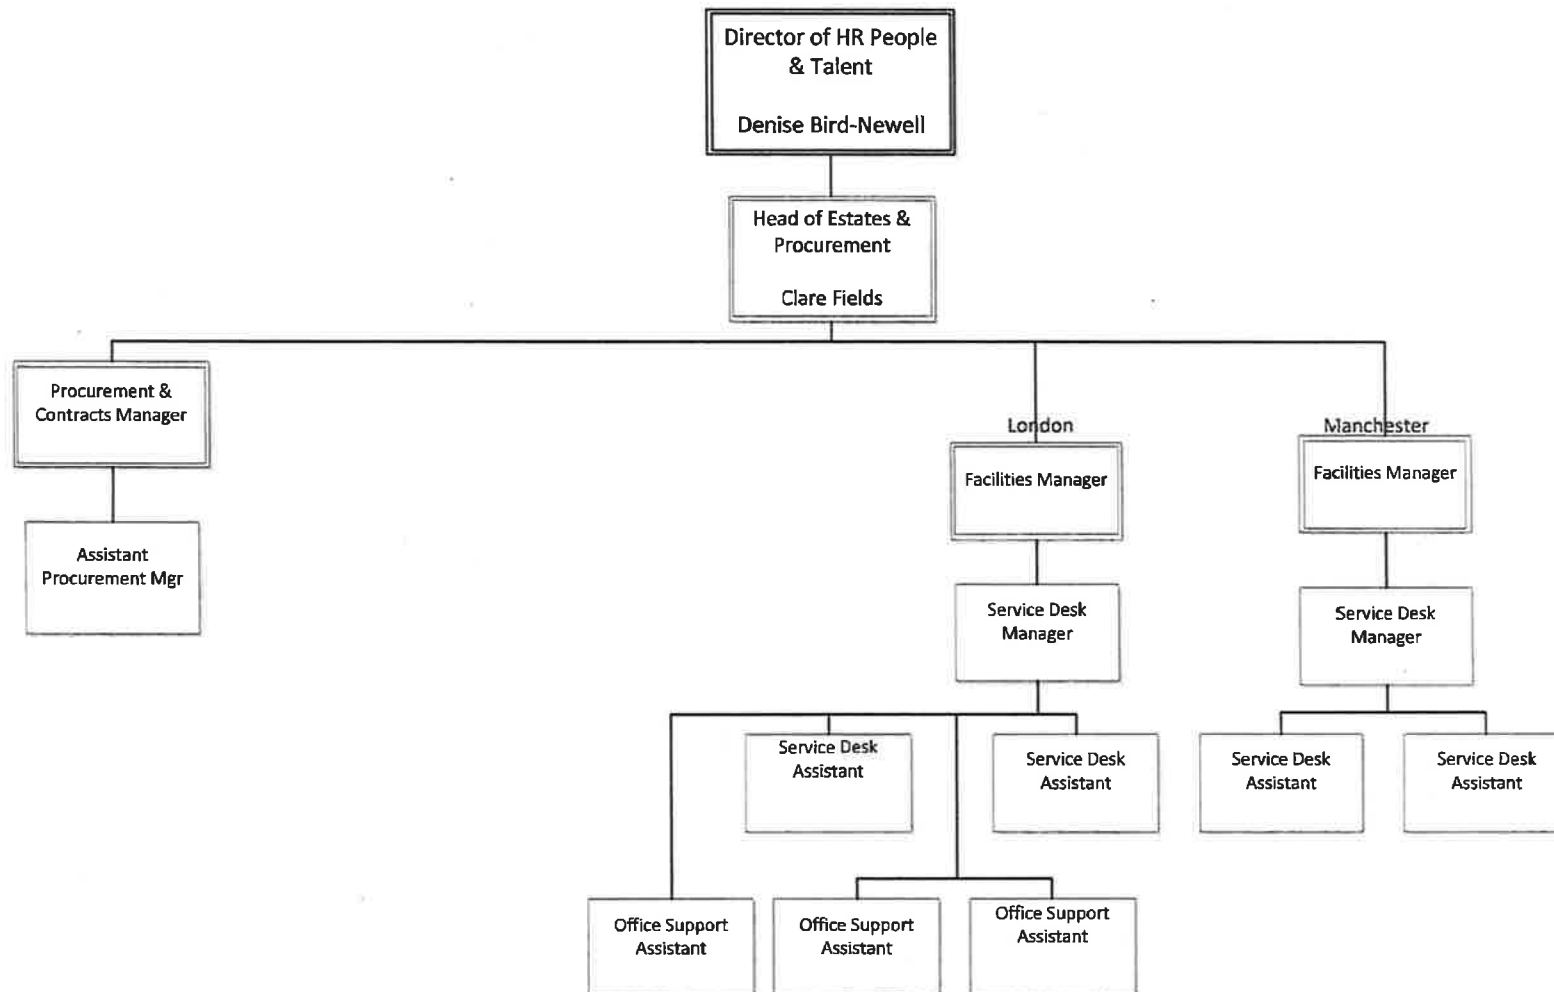 Director of HR People
& Talent
Denise Bird-Newell
Head of Estates &
Procurement
Clare Fields
Procurement &
Contracts Manager
London
Manchester
Facilities Manager
Facilities Manager
Assistant
Procurement Mgr
Service Desk
Manager
Service Desk
Manager
Service Desk
Assistant
Service Desk
Assistant
Service Desk
Assistant
Service Desk
Assistant
Office Support
Assistant
Office Support
Assistant
Office Support
Assistant